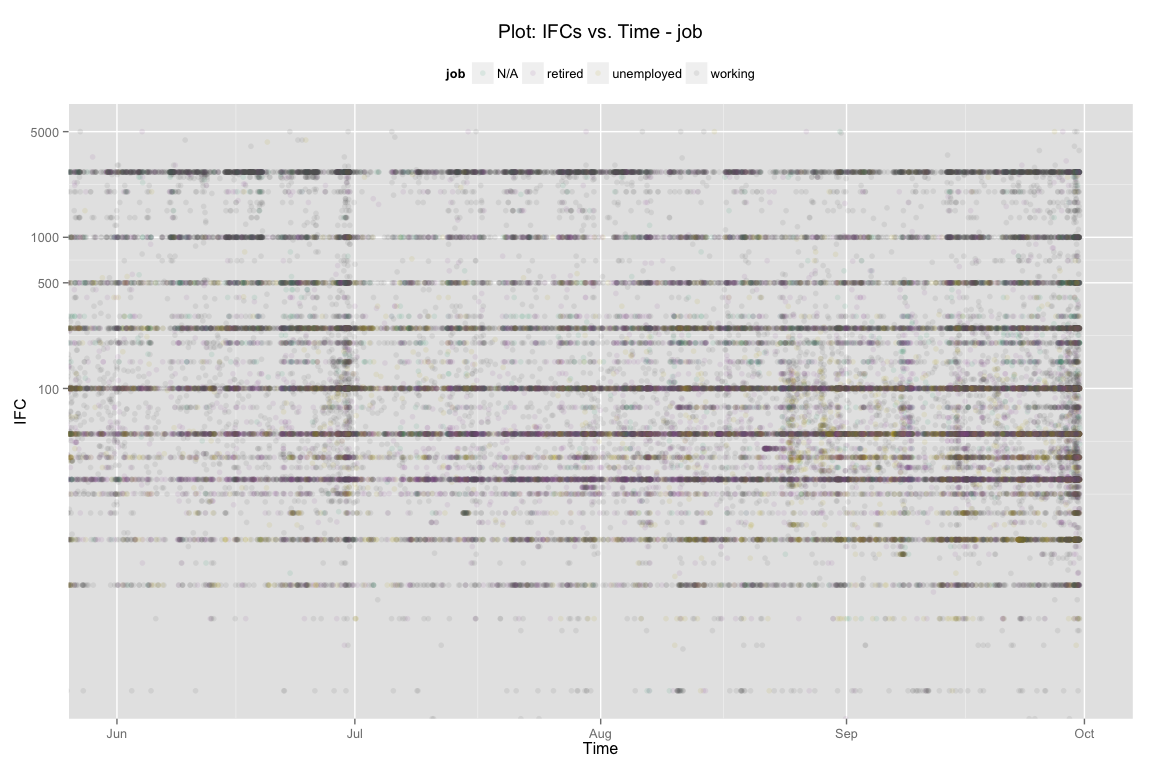 Plot: IFCs vs. Time - job
job N/A retired unemployed working
5000
1000
500
100
IFC
Jun Jul Aug Sep Oct
Time